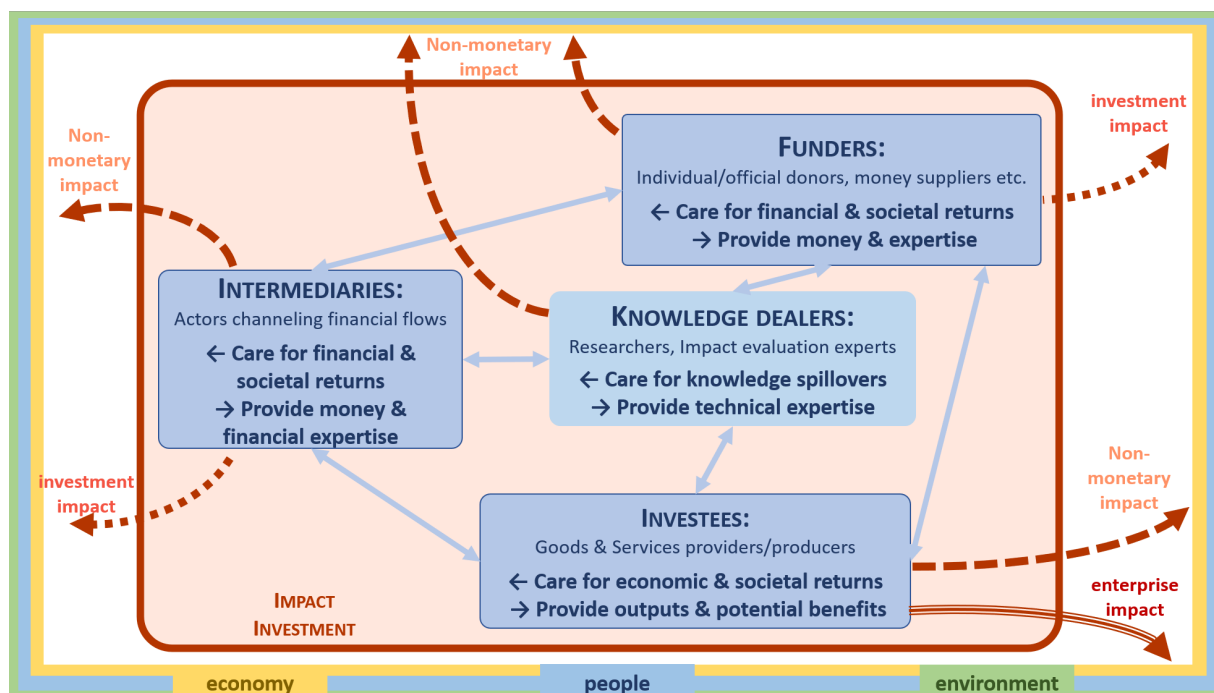 Non-monetary
impact
investment
impact
Non-
monetary
impact
FUNDERS:
Individual/official donors, money suppliers etc.
← Care for financial & societal returns
→ Provide money & expertise
INTERMEDIARIES:
Actors channeling financial flows
← Care for financial &
societal returns
→ Provide money &
financial expertise
KNOWLEDGE DEALERS:
Researchers, Impact evaluation experts
← Care for knowledge spillovers
→ Provide technical expertise
investment
impact
Non-
monetary
impact
INVESTEES:
Goods & Services providers/producers
← Care for economic & societal returns
→ Provide outputs & potential benefits
enterprise
impact
IMPACT
INVESTMENT
economy
people
environment